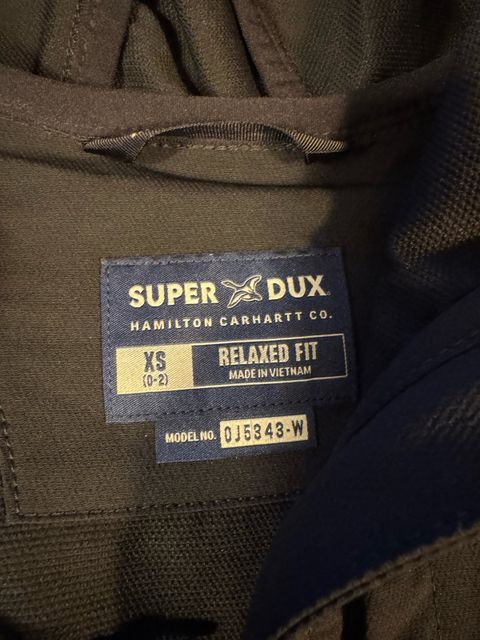 SUPER DUX
HAMILTON CARHARTT CO.
XS
(0-2)
RELAXED FIT
MADE IN VIETNAM
MODEL NO. OJ5343-W